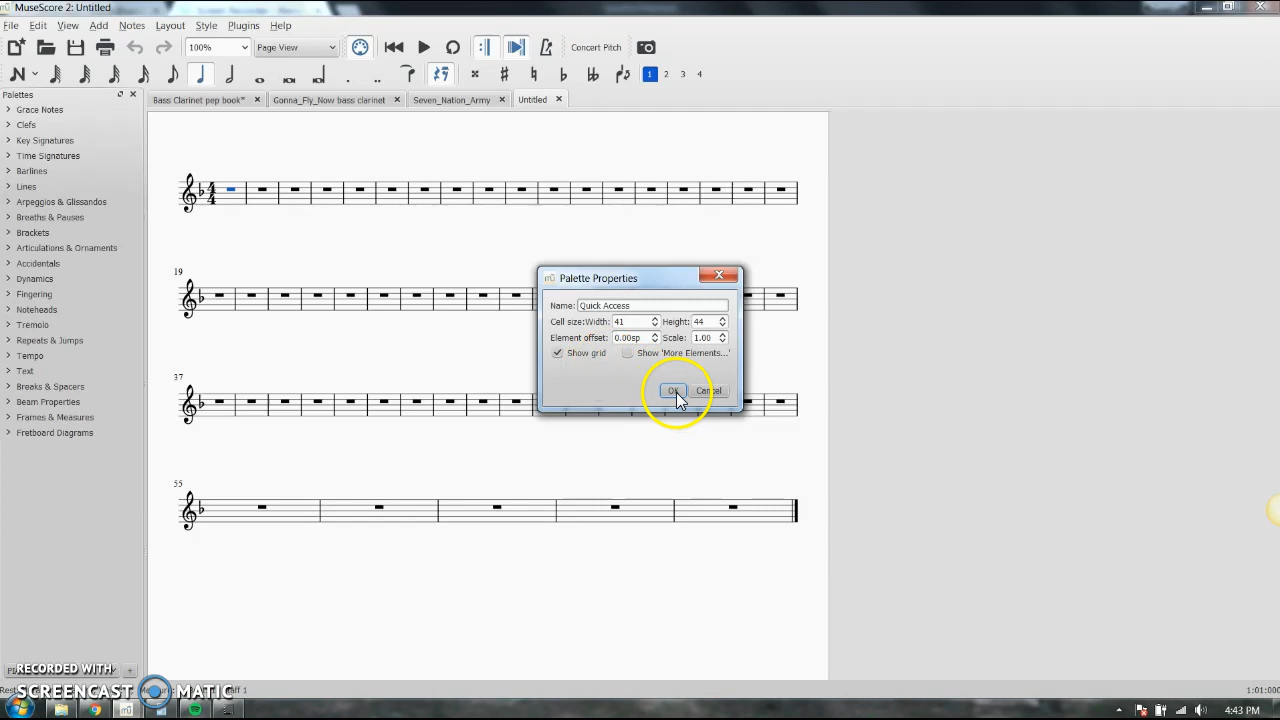 MuseScore 2: Untitled
File Edit View Add Notes Layout Style Plugins Help
100% Page View Concert Pitch
1 2 3 4
Palettes
Bass Clarinet pep book* Gonna_Fly_Now bass clarinet Seven_Nation_Army Untitled
Grace Notes
Clefs
Key Signatures
Time Signatures
Barlines
Lines
Arpeggios & Glissandos
Breaths & Pauses
Brackets
Articulations & Ornaments
Accidentals
Dynamics
Fingering
Noteheads
Tremolo
Repeats & Jumps
Tempo
Text
Breaks & Spacers
Beam Properties
Frames & Measures
Fretboard Diagrams
4
4
19
37
55
Palette Properties
Name: Quick Access
Cell size:Width: 41 Height: 44
Element offset: 0.00sp Scale: 1.00
Show grid Show 'More Elements...'
OK Cancel
RECORDED WITH
SCREENCAST MATIC
1:01:000
4:43 PM